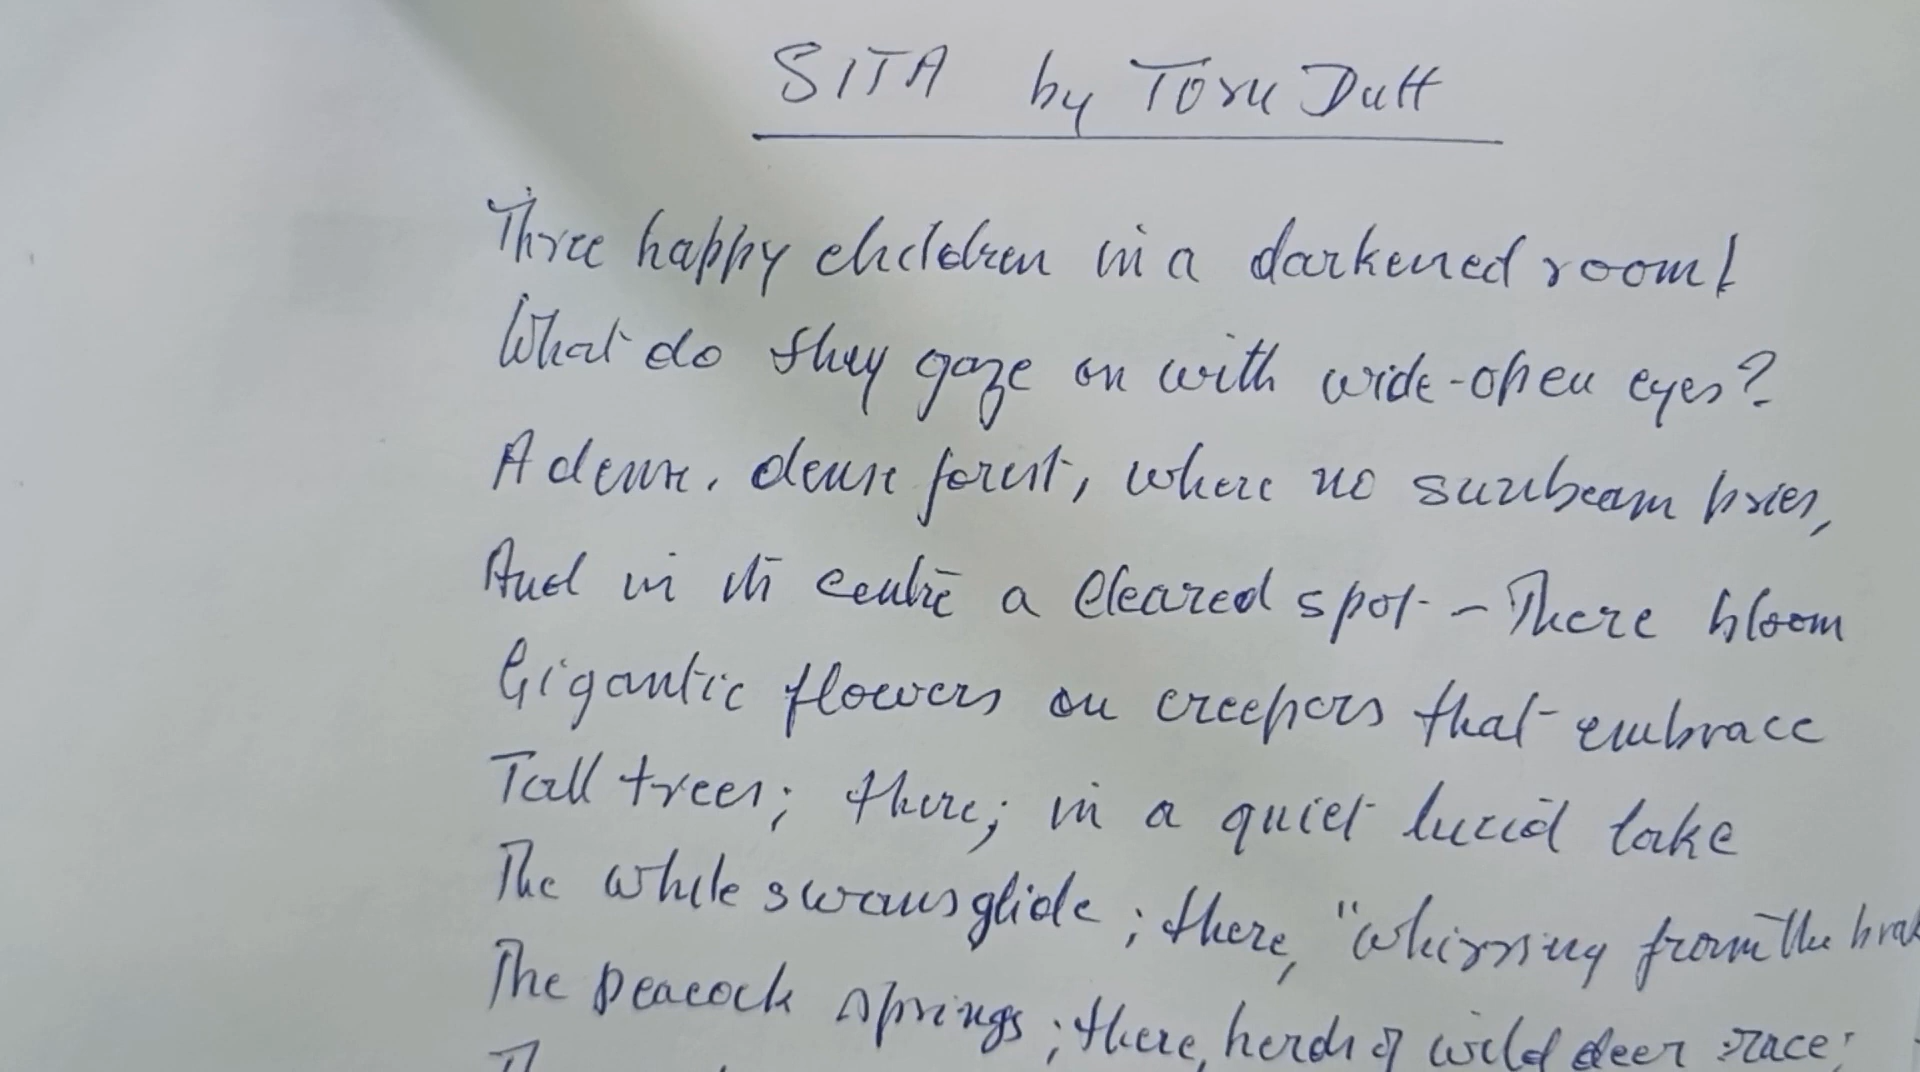 SITA by Toru Dutt
Three happy children in a darkened room!
What do they gaze on with wide-open eyes?
A dense, dense forest, where no sunbeam pries,
And in its centre a cleared spot - There bloom
Gigantic flowers on creepers that embrace
Tall trees; there; in a quiet lucid lake
The white swans glide; there, "whirring from the brak
The peacock springs; there, herds of wild deer race;